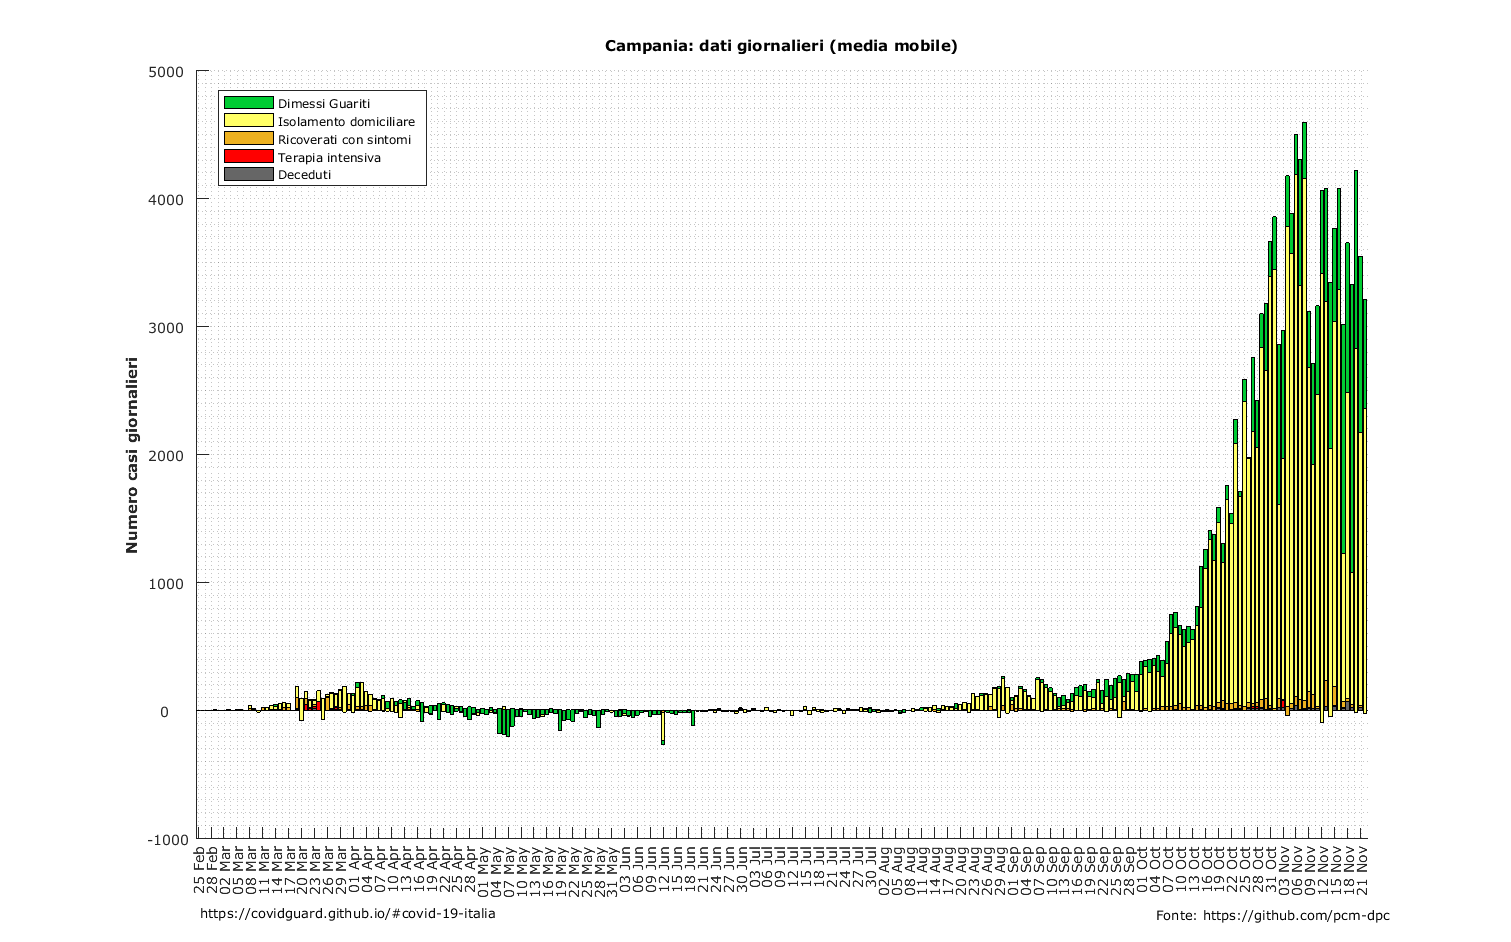 Campania: dati giornalieri (media mobile)
5000
4000
3000
2000
1000
0
-1000
Numero casi giornalieri
Dimessi Guariti
Isolamento domiciliare
Ricoverati con sintomi
Terapia intensiva
Deceduti
25 Feb
28 Feb
02 Mar
05 Mar
08 Mar
11 Mar
14 Mar
17 Mar
20 Mar
23 Mar
26 Mar
29 Mar
01 Apr
04 Apr
07 Apr
10 Apr
13 Apr
16 Apr
19 Apr
22 Apr
25 Apr
28 Apr
01 May
04 May
07 May
10 May
13 May
16 May
19 May
22 May
25 May
28 May
31 May
03 Jun
06 Jun
09 Jun
12 Jun
15 Jun
18 Jun
21 Jun
24 Jun
27 Jun
30 Jun
03 Jul
06 Jul
09 Jul
12 Jul
15 Jul
18 Jul
21 Jul
24 Jul
27 Jul
30 Jul
02 Aug
05 Aug
08 Aug
11 Aug
14 Aug
17 Aug
20 Aug
23 Aug
26 Aug
29 Aug
01 Sep
04 Sep
07 Sep
10 Sep
13 Sep
16 Sep
19 Sep
22 Sep
25 Sep
28 Sep
01 Oct
04 Oct
07 Oct
10 Oct
13 Oct
16 Oct
19 Oct
22 Oct
25 Oct
28 Oct
31 Oct
03 Nov
06 Nov
09 Nov
12 Nov
15 Nov
18 Nov
21 Nov
https://covidguard.github.io/#covid-19-italia
Fonte: https://github.com/pcm-dpc